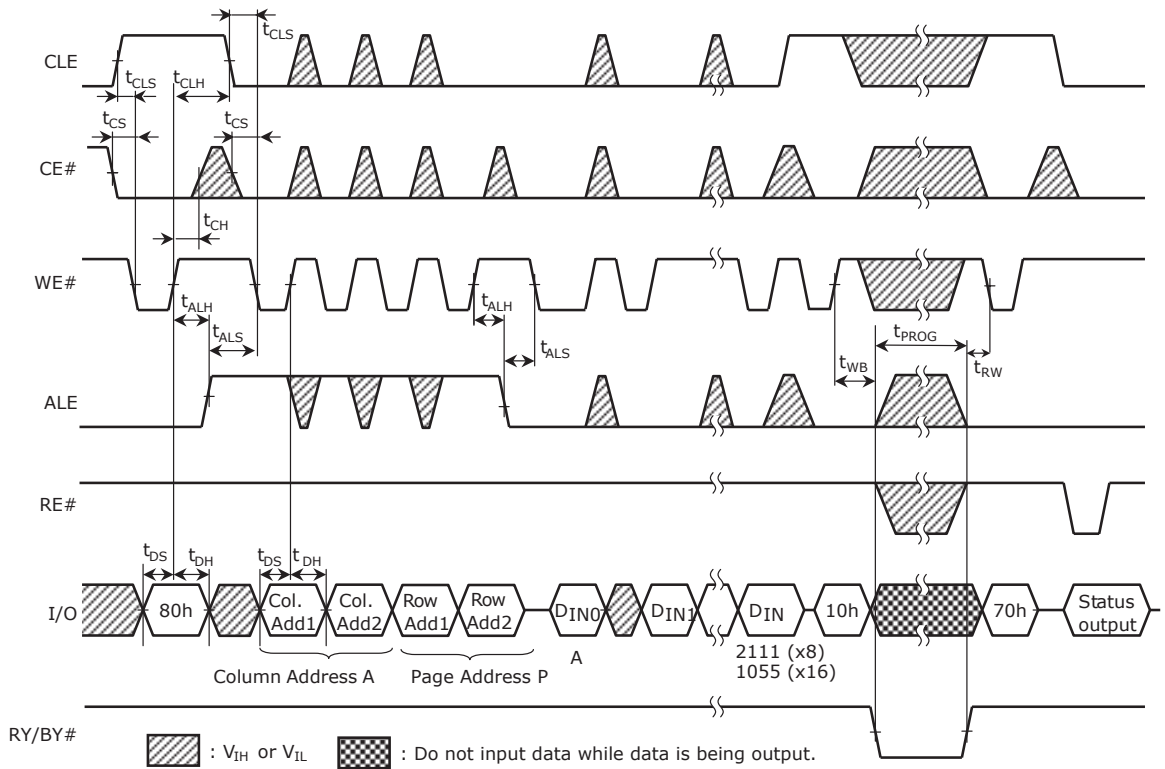 tCLS
CLE
tCLS tCLH
tCS tCS
CE#
tCH
WE#
tALH tALH
tALS tALS
tPROG
tWB tRW
ALE
RE#
tDS tDH tDS tDH
I/O 80h Col. Add1 Col. Add2 Row Add1 Row Add2 DIN0 DIN1 DIN 10h 70h Status output
A
2111 (x8)
1055 (x16)
Column Address A Page Address P
RY/BY#
: VIH or VIL : Do not input data while data is being output.